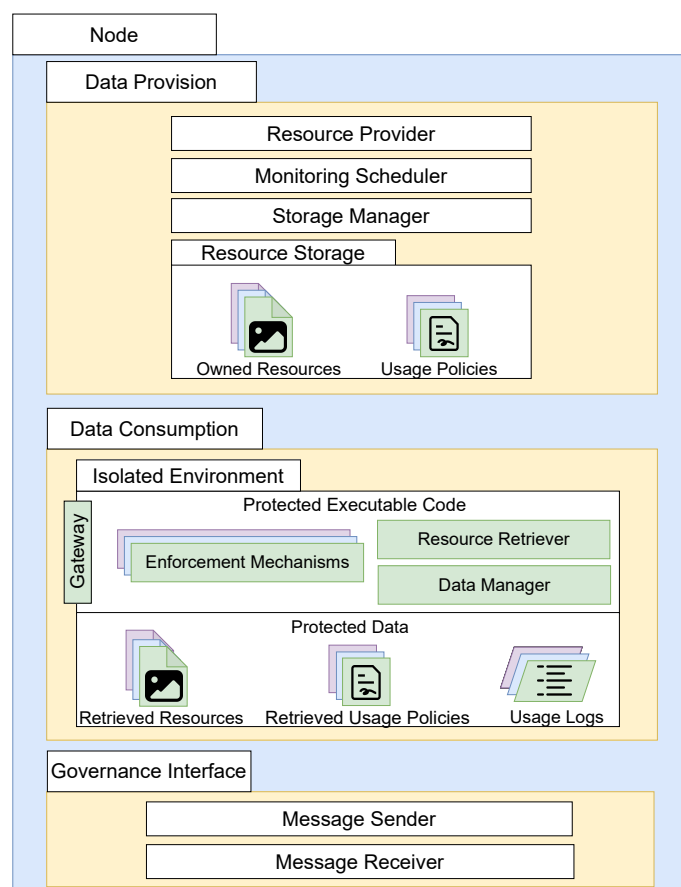 Node
Data Provision
Resource Provider
Monitoring Scheduler
Storage Manager
Resource Storage
Owned Resources
Usage Policies
Data Consumption
Isolated Environment
Protected Executable Code
Gateway
Enforcement Mechanisms
Resource Retriever
Data Manager
Protected Data
Retrieved Resources
Retrieved Usage Policies
Usage Logs
Governance Interface
Message Sender
Message Receiver